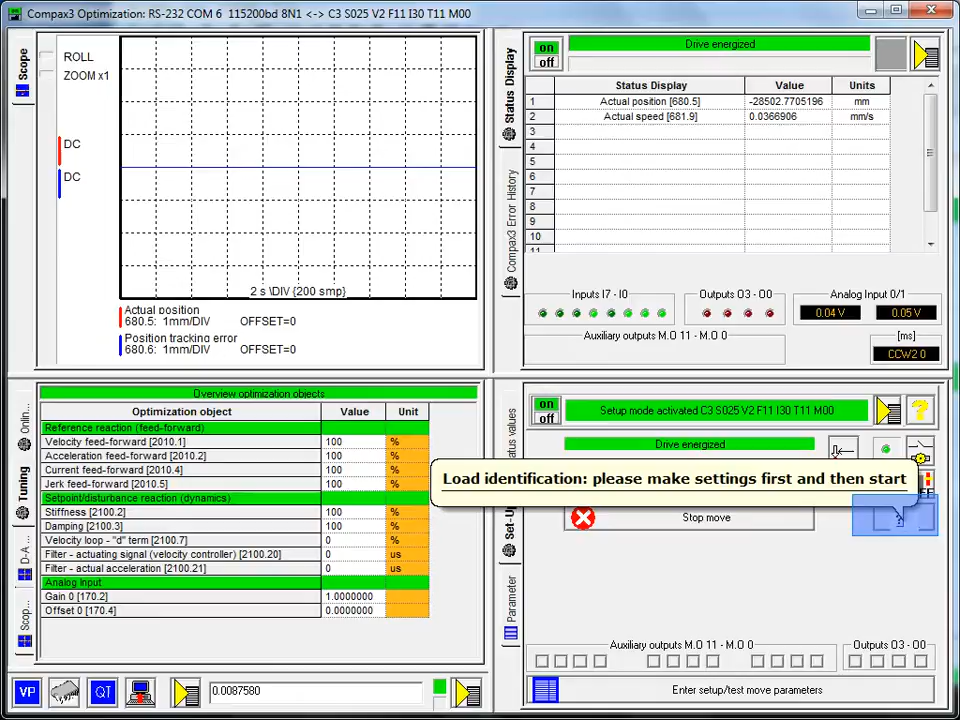 Compax3 Optimization: RS-232 COM 6 115200bd 8N1 <-> C3 S025 V2 F11 I30 T11 M00
Scope
ROLL
ZOOM x1
DC
DC
2 s \DIV {200 smp}
Actual position
680.5: 1mm/DIV OFFSET=0
Position tracking error
680.6: 1mm/DIV OFFSET=0
Status Display
Compax3 Error History
on
off
Drive energized
Status Display Value Units
1 Actual position [680.5] -28502.7705196 mm
2 Actual speed [681.9] 0.0366906 mm/s
3
4
5
6
7
8
9
10
11
Inputs I7 - I0
Outputs O3 - O0
Analog Input 0/1
0.04 V
0.05 V
Auxiliary outputs M.O 11 - M.O 0
[ms]
CCW2 0
Onlin...
Tuning
D-A ...
Scop...
Overview optimization objects
Optimization object Value Unit
Reference reaction (feed-forward)
Velocity feed-forward [2010.1] 100 %
Acceleration feed-forward [2010.2] 100 %
Current feed-forward [2010.4] 100 %
Jerk feed-forward [2010.5] 100 %
Setpoint/disturbance reaction (dynamics)
Stiffness [2100.2] 100 %
Damping [2100.3] 100 %
Velocity loop - "d" term [2100.7] 0 %
Filter - actuating signal (velocity controller) [2100.20] 0 us
Filter - actual acceleration [2100.21] 0 us
Analog Input
Gain 0 [170.2] 1.0000000
Offset 0 [170.4] 0.0000000
VP
QT
0.0087580
tatus values
Set-Up
Parameter
on
off
Setup mode activated C3 S025 V2 F11 I30 T11 M00
?
Drive energized
Load identification: please make settings first and then start
Stop move
?
Auxiliary outputs M.O 11 - M.O 0
Outputs O3 - O0
Enter setup/test move parameters